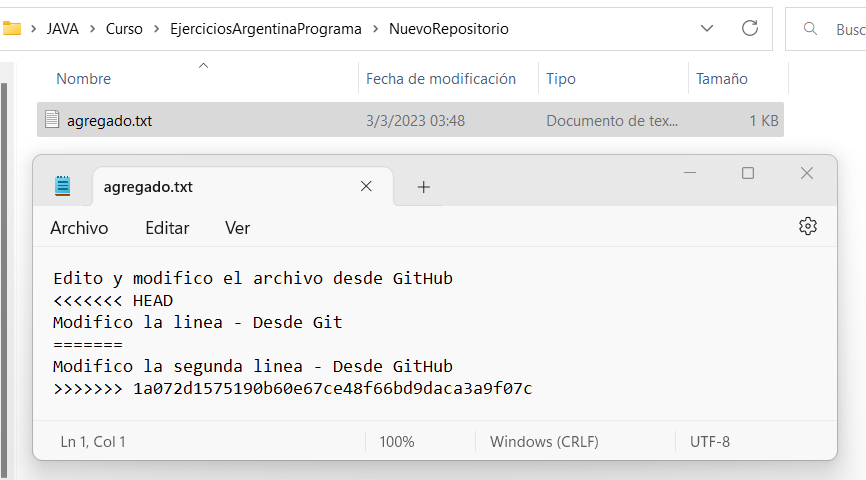 JAVA > Curso > EjerciciosArgentinaPrograma > NuevoRepositorio
Busc
Nombre Fecha de modificación Tipo Tamaño
agregado.txt 3/3/2023 03:48 Documento de tex... 1 KB
agregado.txt
Archivo Editar Ver
Edito y modifico el archivo desde GitHub
<<<<<<< HEAD
Modifico la linea - Desde Git
=======
Modifico la segunda linea - Desde GitHub
>>>>>>> 1a072d1575190b60e67ce48f66bd9daca3a9f07c
Ln 1, Col 1 100% Windows (CRLF) UTF-8